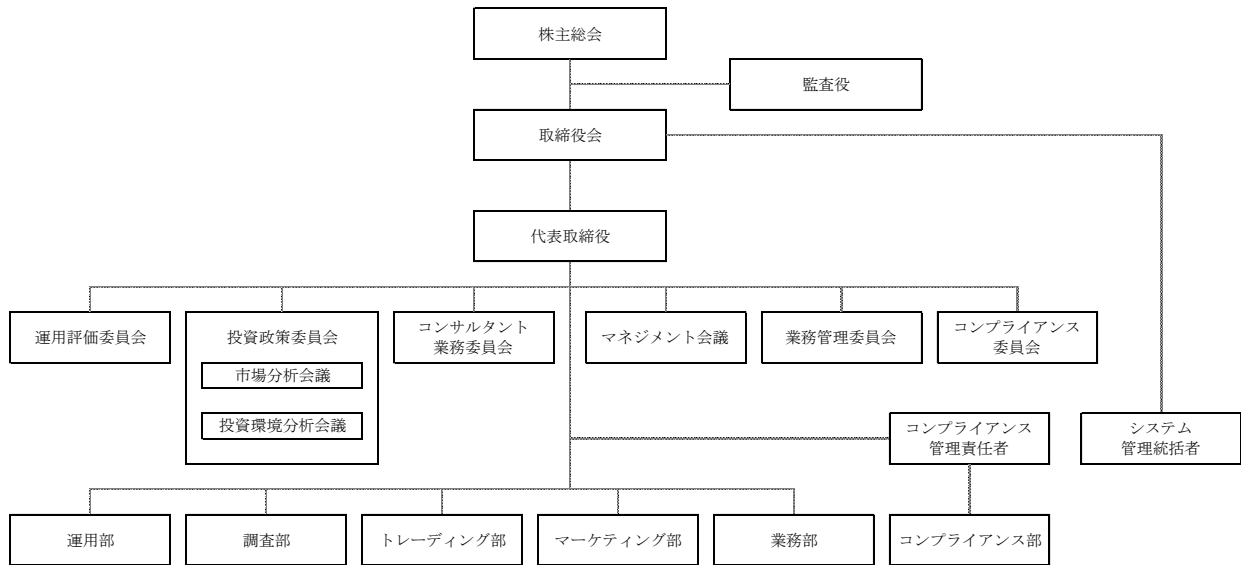 株主総会
監査役
取締役会
代表取締役
運用評価委員会
投資政策委員会
市場分析会議
投資環境分析会議
コンサルタント
業務委員会
マネジメント会議
業務管理委員会
コンプライアンス
委員会
コンプライアンス
管理責任者
システム
管理統括者
運用部
調査部
トレーディング部
マーケティング部
業務部
コンプライアンス部